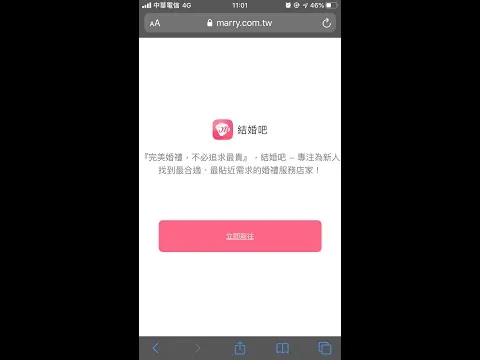 中華電信 4G 11:01 46%
AA marry.com.tw
結婚吧
『完美婚禮，不必追求最貴』，結婚吧 – 專注為新人
找到最合適、最貼近需求的婚禮服務店家！
立即前往